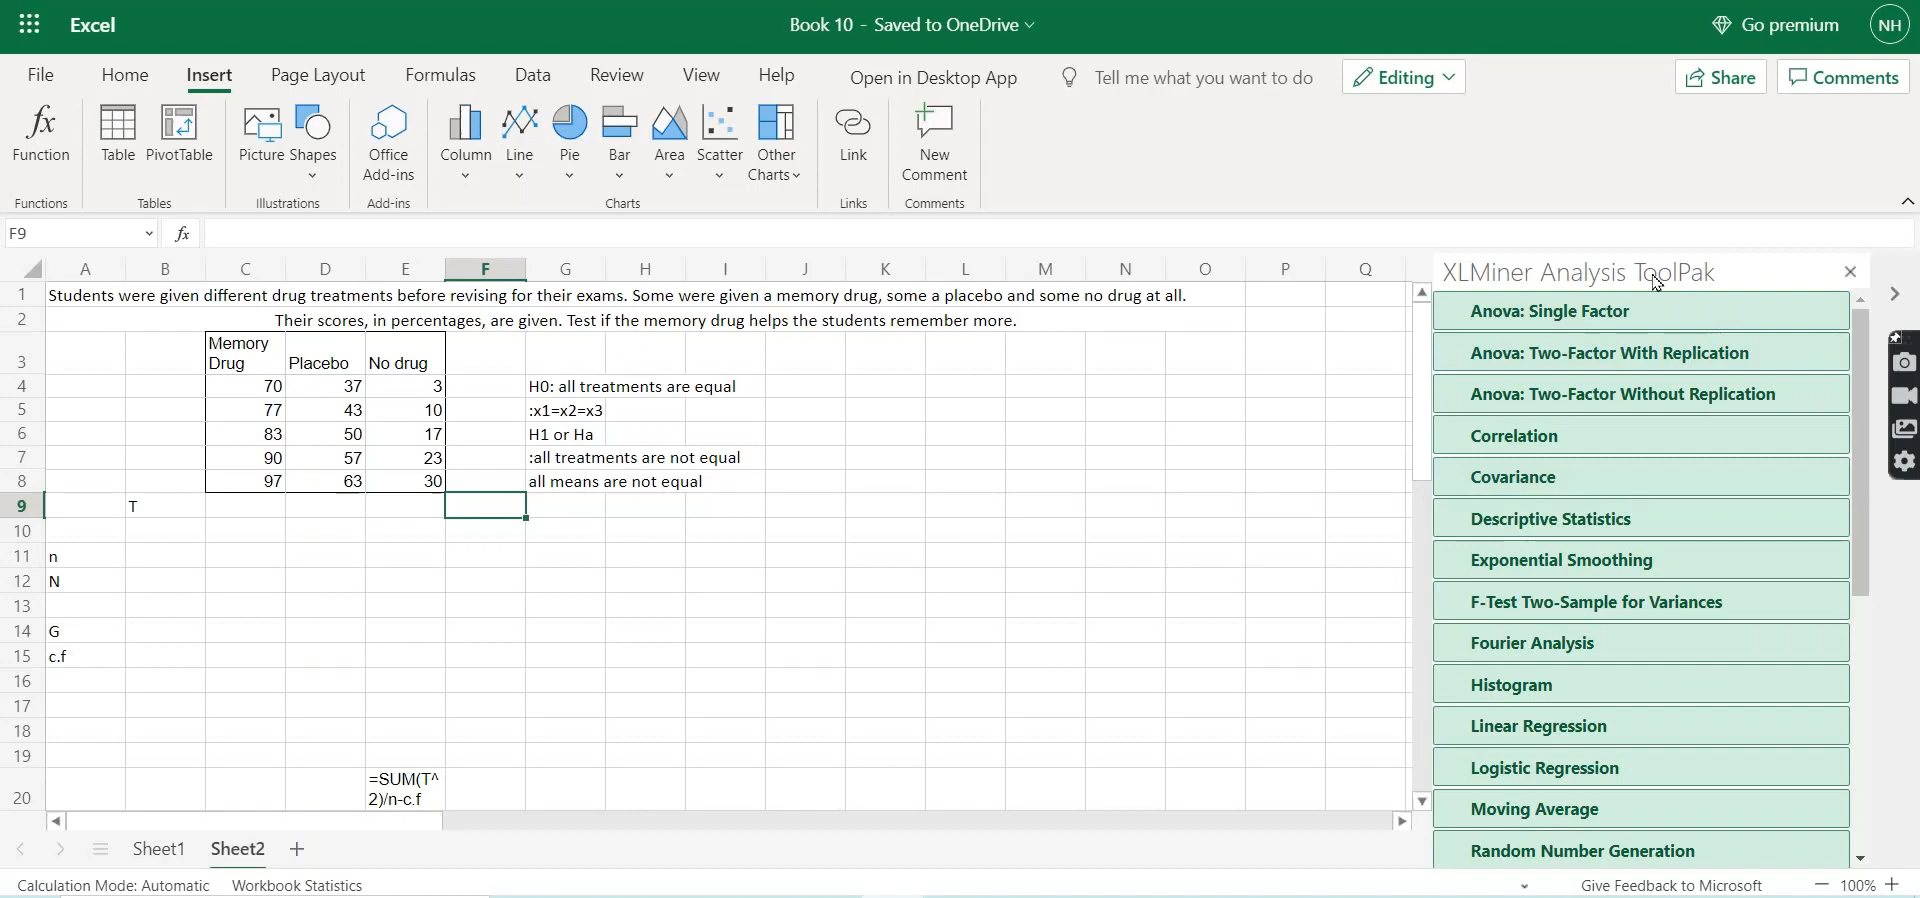 Excel
Book 10 - Saved to OneDrive
Go premium
NH
File Home Insert Page Layout Formulas Data Review View Help Open in Desktop App Tell me what you want to do Editing Share Comments
fx
Function Table PivotTable Picture Shapes Office Add-ins Column Line Pie Bar Area Scatter Other Charts Link New Comment
Functions Tables Illustrations Add-ins Charts Links Comments
F9 fx
A B C D E F G H I J K L M N O P Q
1 Students were given different drug treatments before revising for their exams. Some were given a memory drug, some a placebo and some no drug at all.
2 Their scores, in percentages, are given. Test if the memory drug helps the students remember more.
3 Memory Drug Placebo No drug
4 70 37 3 H0: all treatments are equal
5 77 43 10 :x1=x2=x3
6 83 50 17 H1 or Ha
7 90 57 23 :all treatments are not equal
8 97 63 30 all means are not equal
9 T
10
11 n
12 N
13
14 G
15 c.f
16
17
18
19
20 =SUM(T^2)/n-c.f
XLMiner Analysis ToolPak
Anova: Single Factor
Anova: Two-Factor With Replication
Anova: Two-Factor Without Replication
Correlation
Covariance
Descriptive Statistics
Exponential Smoothing
F-Test Two-Sample for Variances
Fourier Analysis
Histogram
Linear Regression
Logistic Regression
Moving Average
Random Number Generation
Sheet1 Sheet2
Calculation Mode: Automatic Workbook Statistics Give Feedback to Microsoft 100%